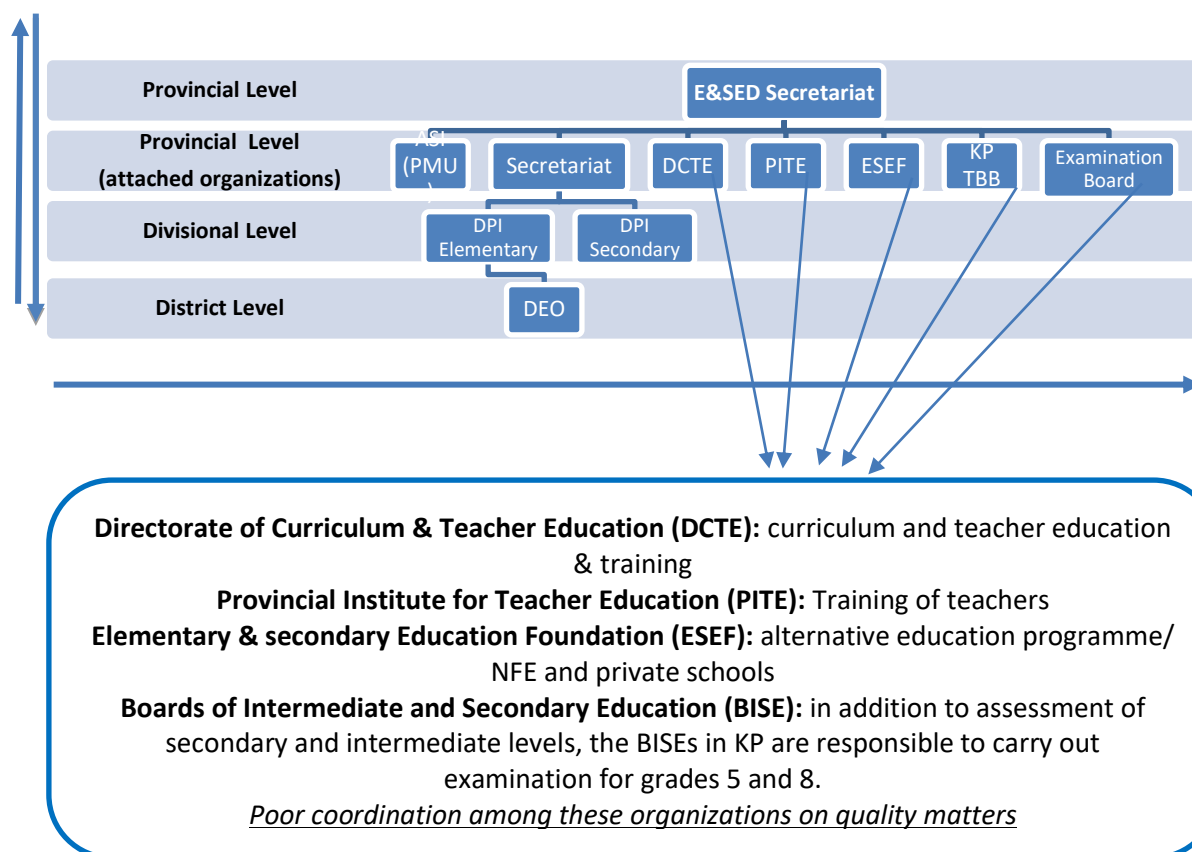 Provincial Level
E&SED Secretariat
Provincial Level
(attached organizations)
ASI
(PMU
)
Secretariat
DCTE
PITE
ESEF
KP
TBB
Examination
Board
Divisional Level
DPI
Elementary
DPI
Secondary
District Level
DEO
Directorate of Curriculum & Teacher Education (DCTE): curriculum and teacher education
& training
Provincial Institute for Teacher Education (PITE): Training of teachers
Elementary & secondary Education Foundation (ESEF): alternative education programme/
NFE and private schools
Boards of Intermediate and Secondary Education (BISE): in addition to assessment of
secondary and intermediate levels, the BISEs in KP are responsible to carry out
examination for grades 5 and 8.
Poor coordination among these organizations on quality matters